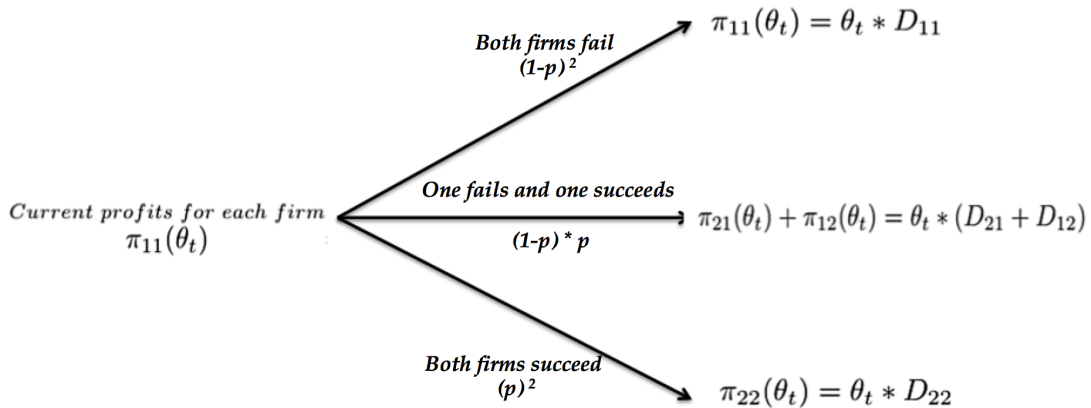 Both firms fail
(1-p)²
π₁₁(θₜ) = θₜ * D₁₁
One fails and one succeeds
Current profits for each firm
π₁₁(θₜ)
(1-p) * p
π₂₁(θₜ) + π₁₂(θₜ) = θₜ * (D₂₁ + D₁₂)
Both firms succeed
(p)²
π₂₂(θₜ) = θₜ * D₂₂